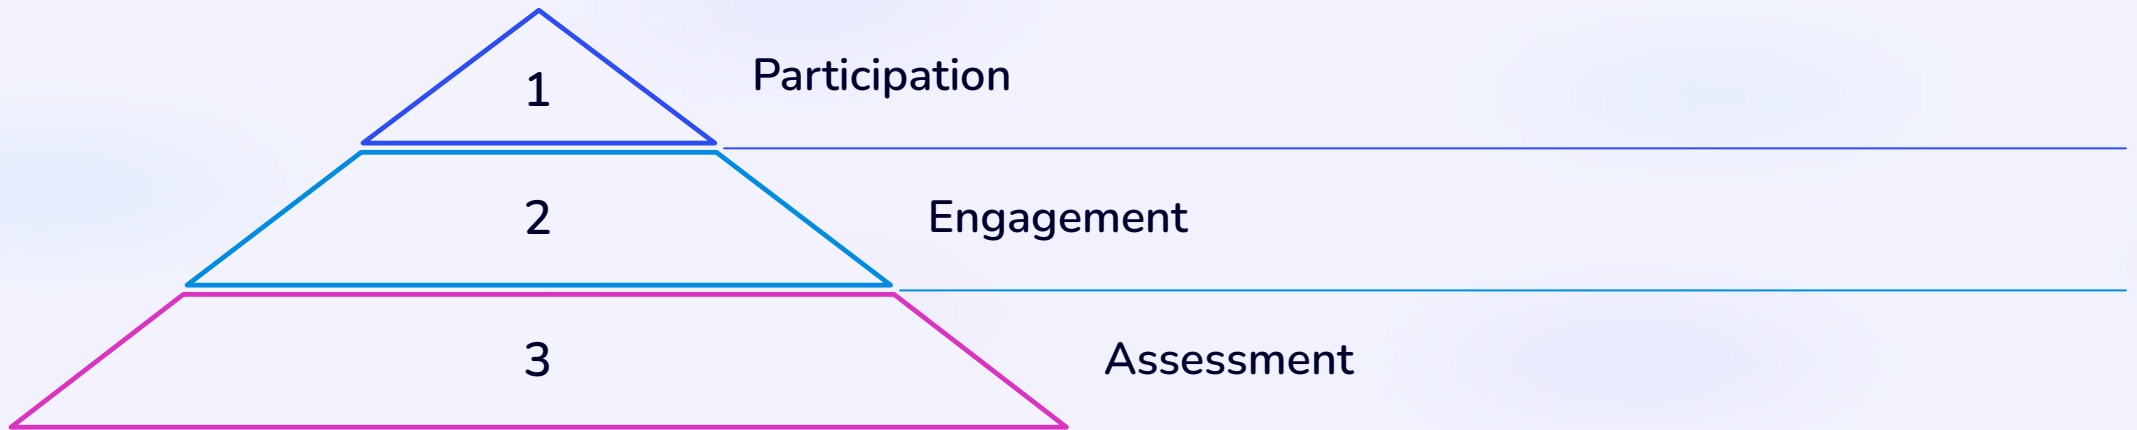 1
Participation
2
Engagement
3
Assessment